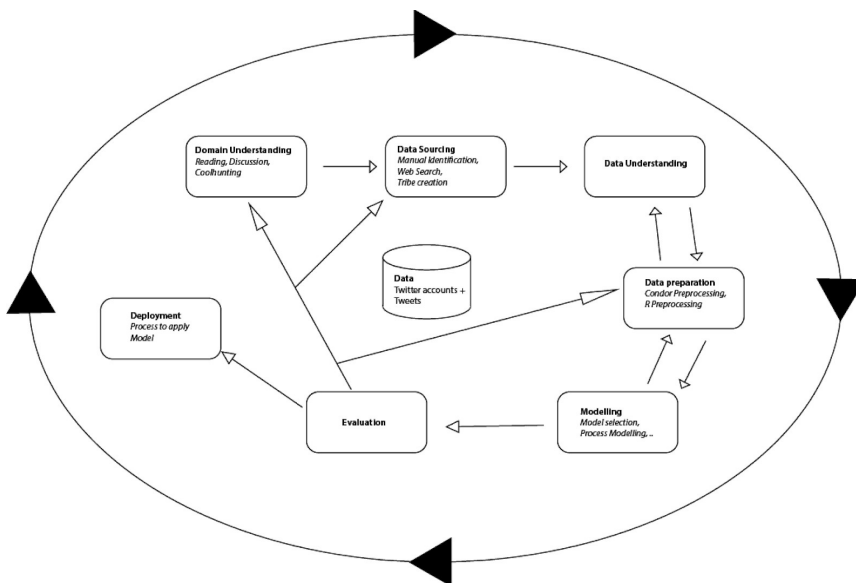 Domain Understanding
Reading, Discussion,
Coolhunting
Data Sourcing
Manual Identification,
Web Search,
Tribe creation
Data Understanding
Data
Twitter accounts +
Tweets
Data preparation
Condor Preprocessing,
R Preprocessing
Deployment
Process to apply
Model
Evaluation
Modelling
Model selection,
Process Modelling, ..